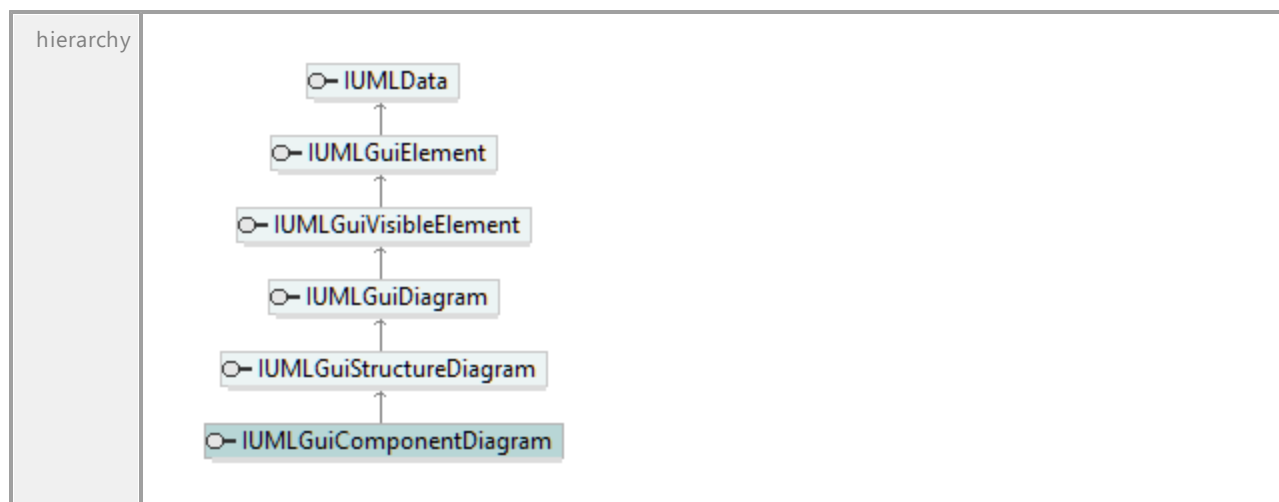 hierarchy
IUMLData
IUMLGuiElement
IUMLGuiVisibleElement
IUMLGuiDiagram
IUMLGuiStructureDiagram
IUMLGuiComponentDiagram